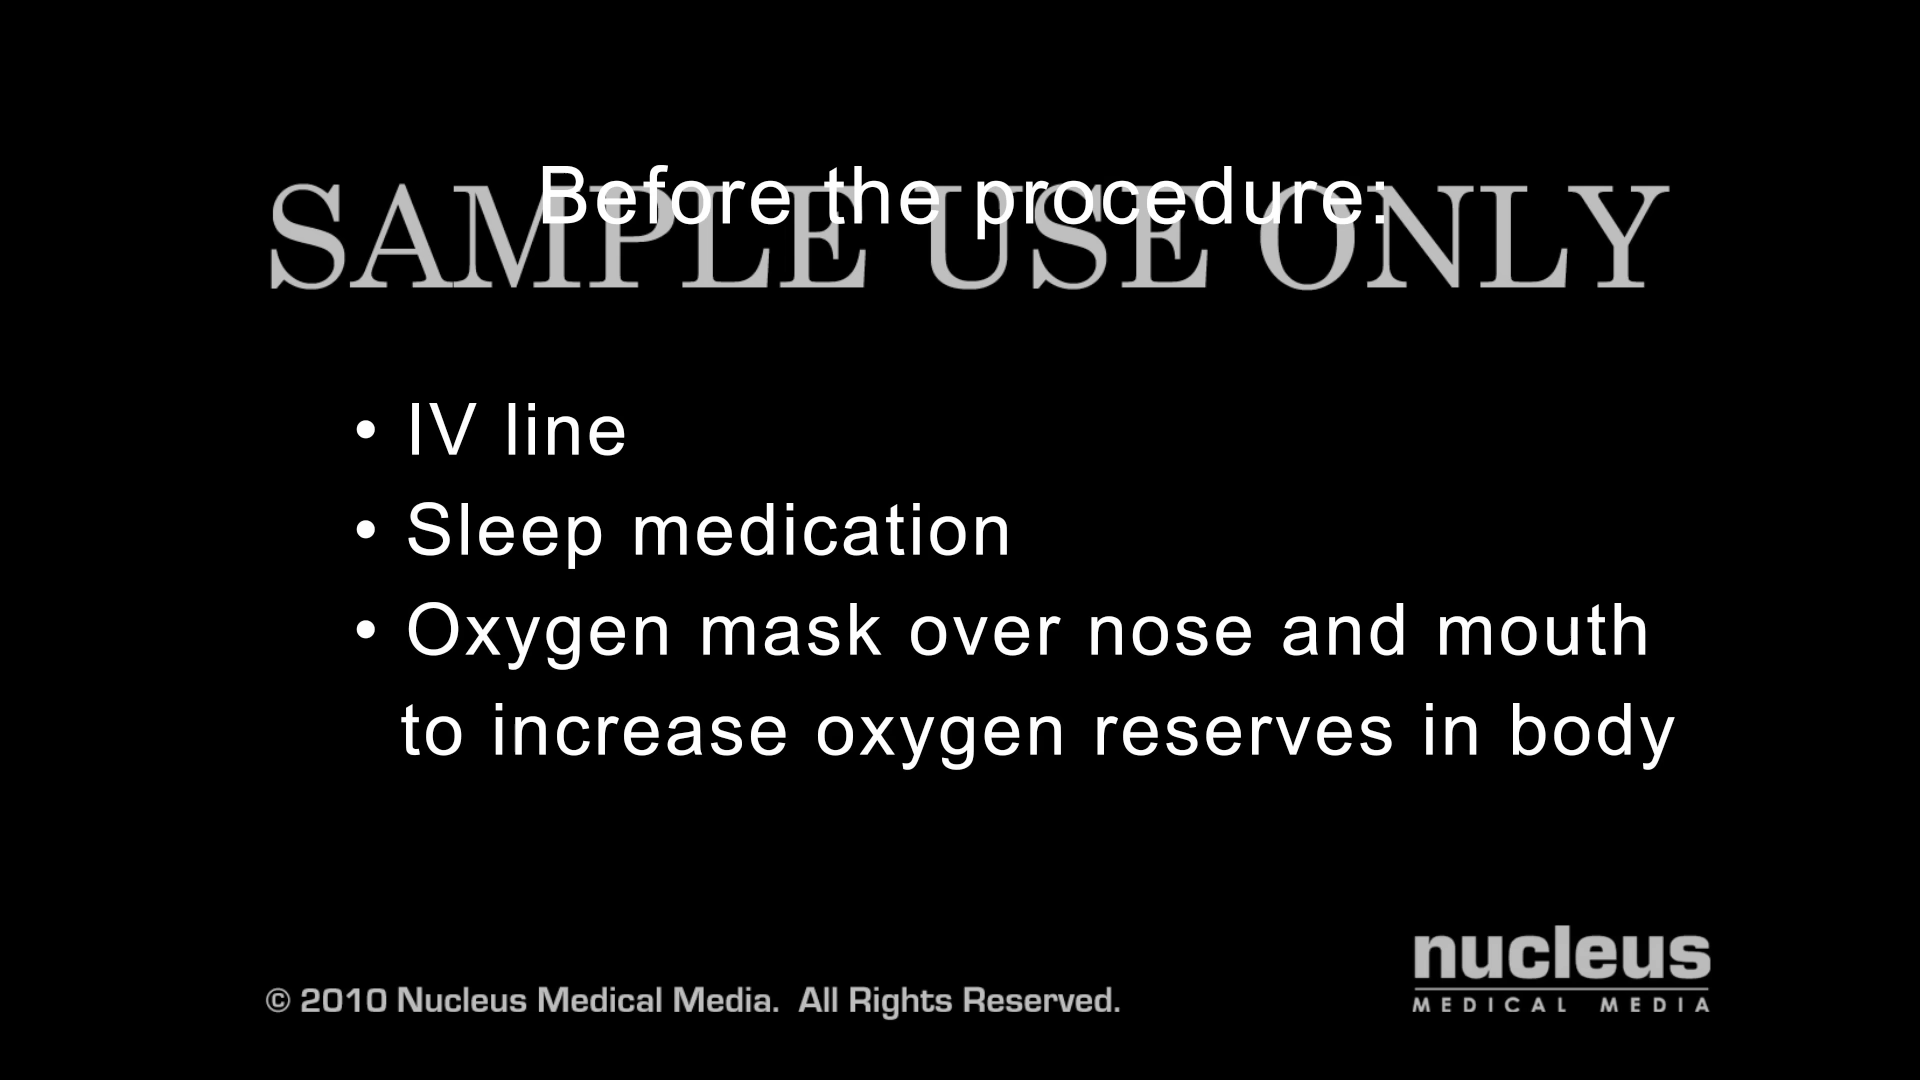 Before the procedure:
SAMPLE USE ONLY
• IV line
• Sleep medication
• Oxygen mask over nose and mouth
to increase oxygen reserves in body
nucleus
MEDICAL MEDIA
© 2010 Nucleus Medical Media. All Rights Reserved.